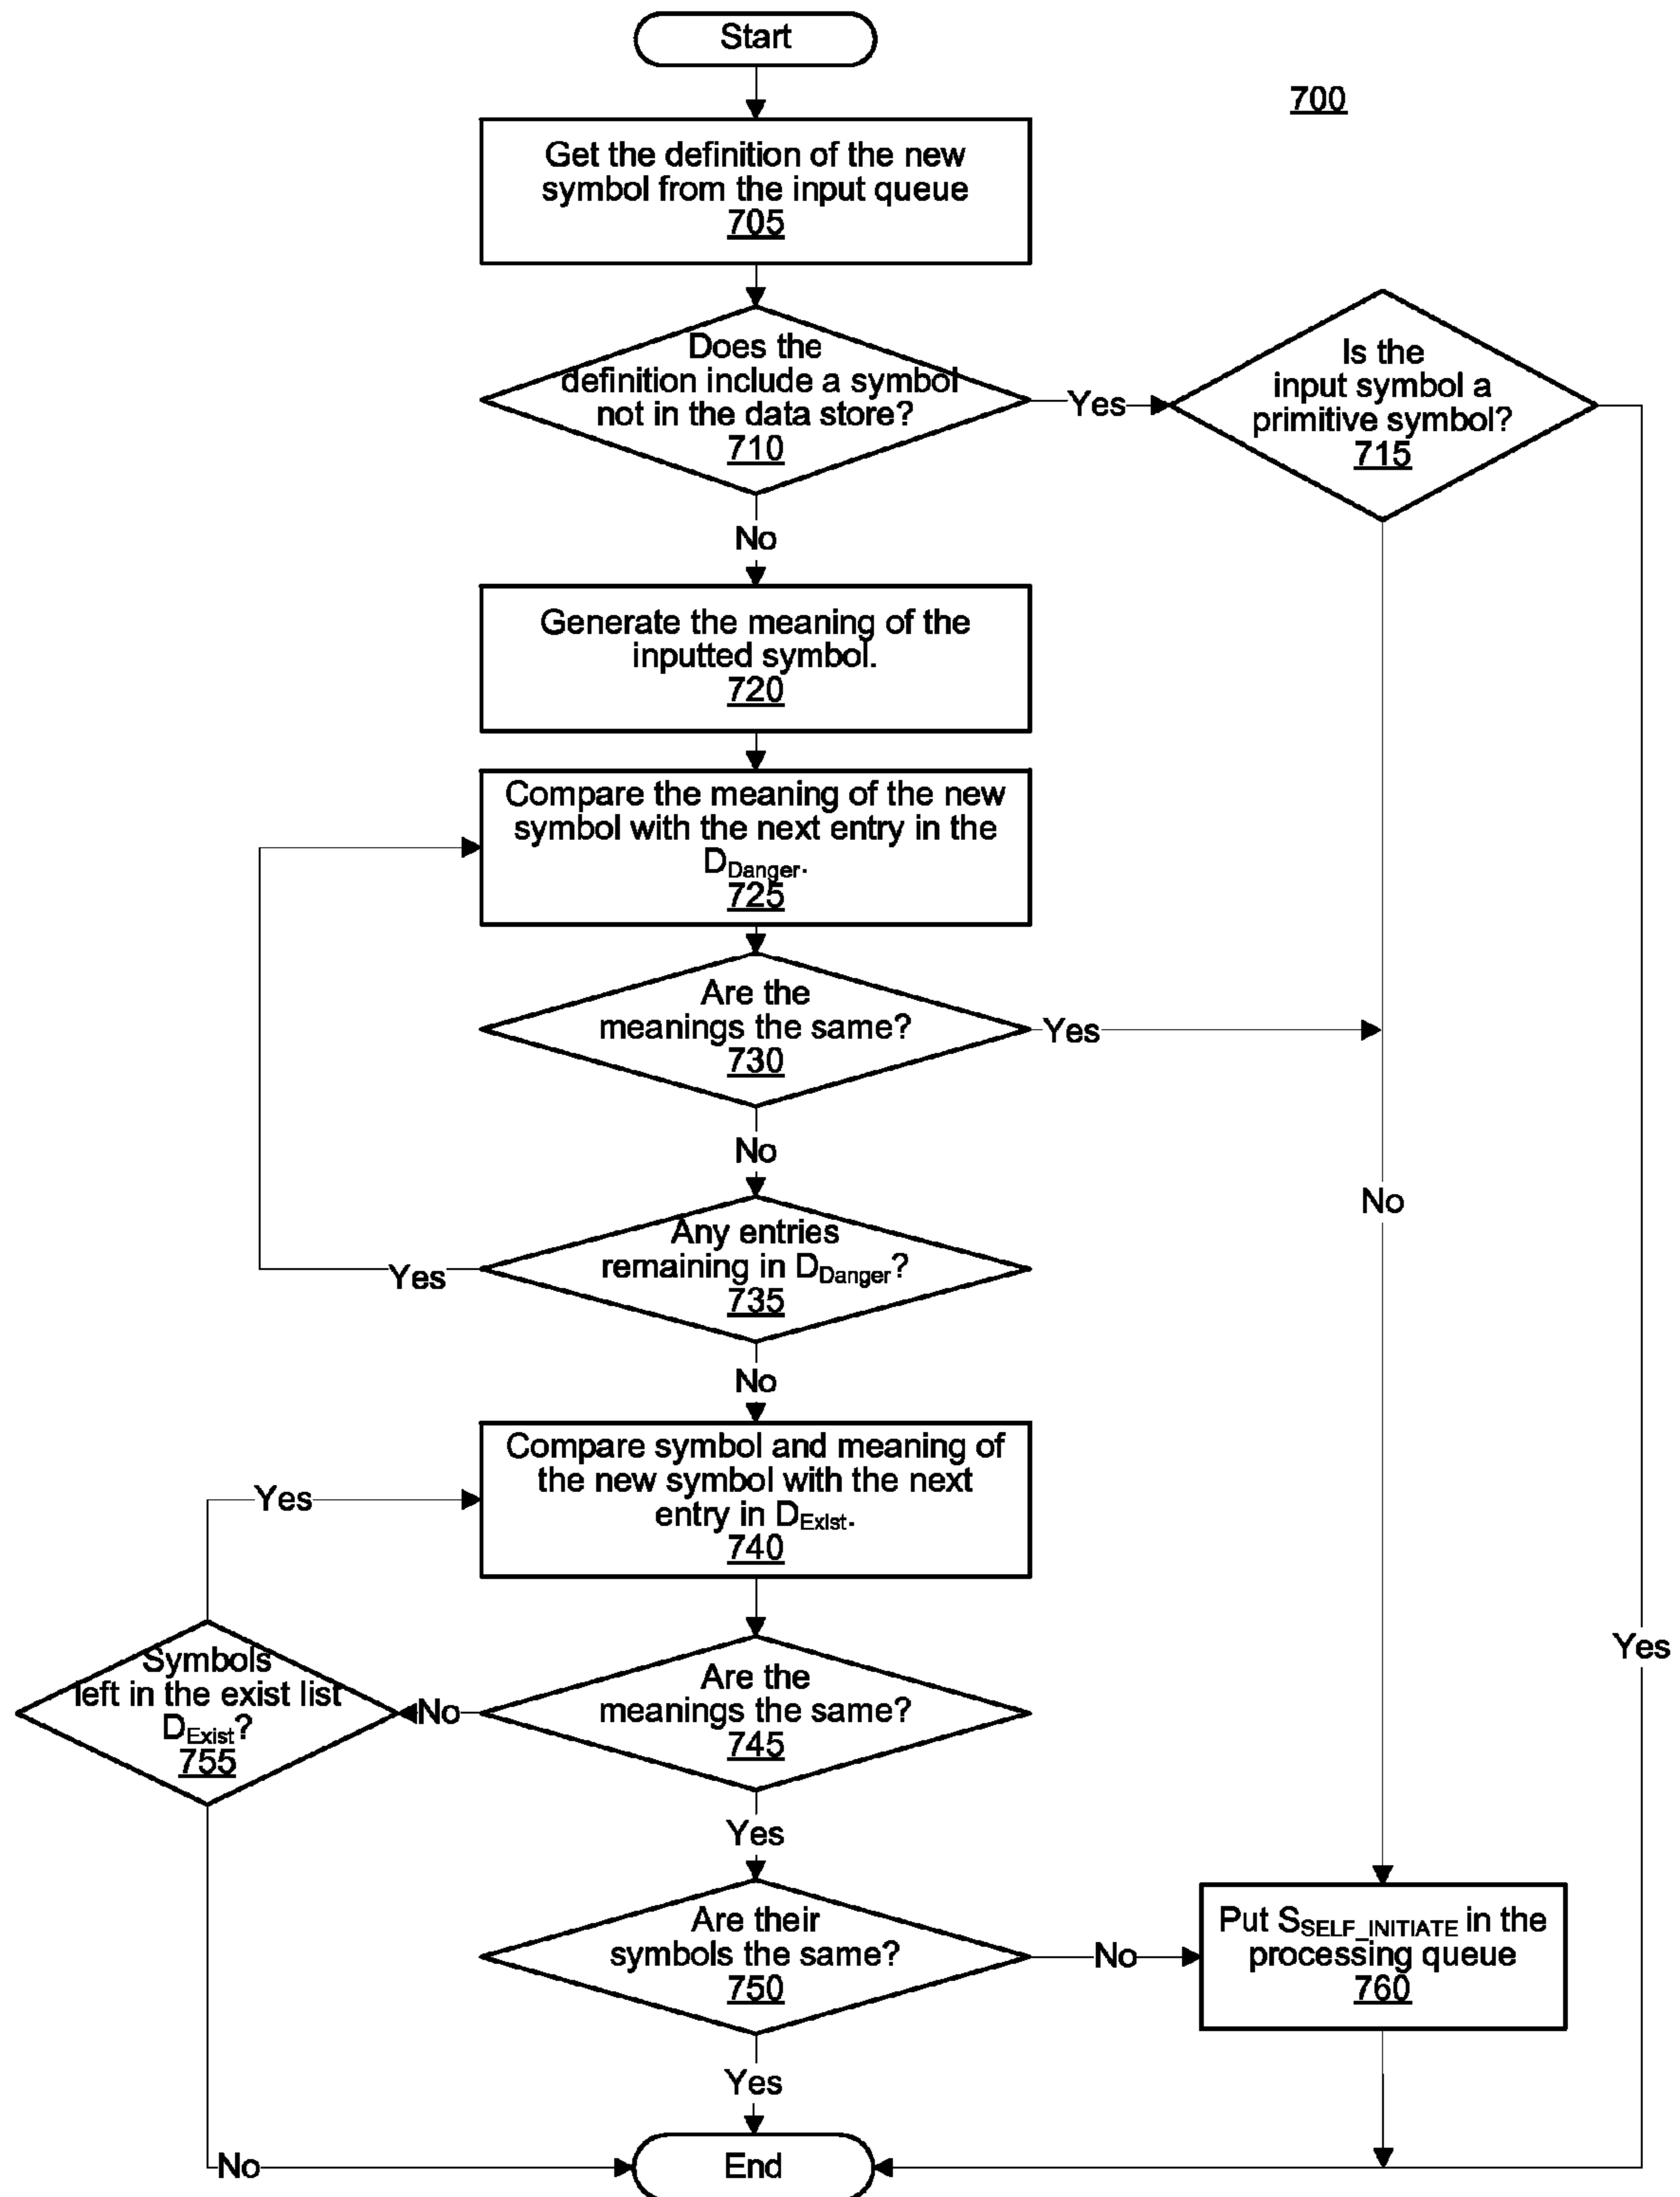 Start
700
Get the definition of the new
symbol from the input queue
705
Does the
definition include a symbol
not in the data store?
710
Yes
Is the
input symbol a
primitive symbol?
715
No
Generate the meaning of the
inputted symbol.
720
Compare the meaning of the new
symbol with the next entry in the
DDanger.
725
Are the
meanings the same?
730
Yes
No
No
Any entries
remaining in DDanger?
735
Yes
No
Compare symbol and meaning of
the new symbol with the next
entry in DExist.
740
Yes
Yes
Symbols
left in the exist list
DExist?
755
No
Are the
meanings the same?
745
Yes
Are their
symbols the same?
750
No
Put SSELF_INITIATE in the
processing queue
760
Yes
No
End